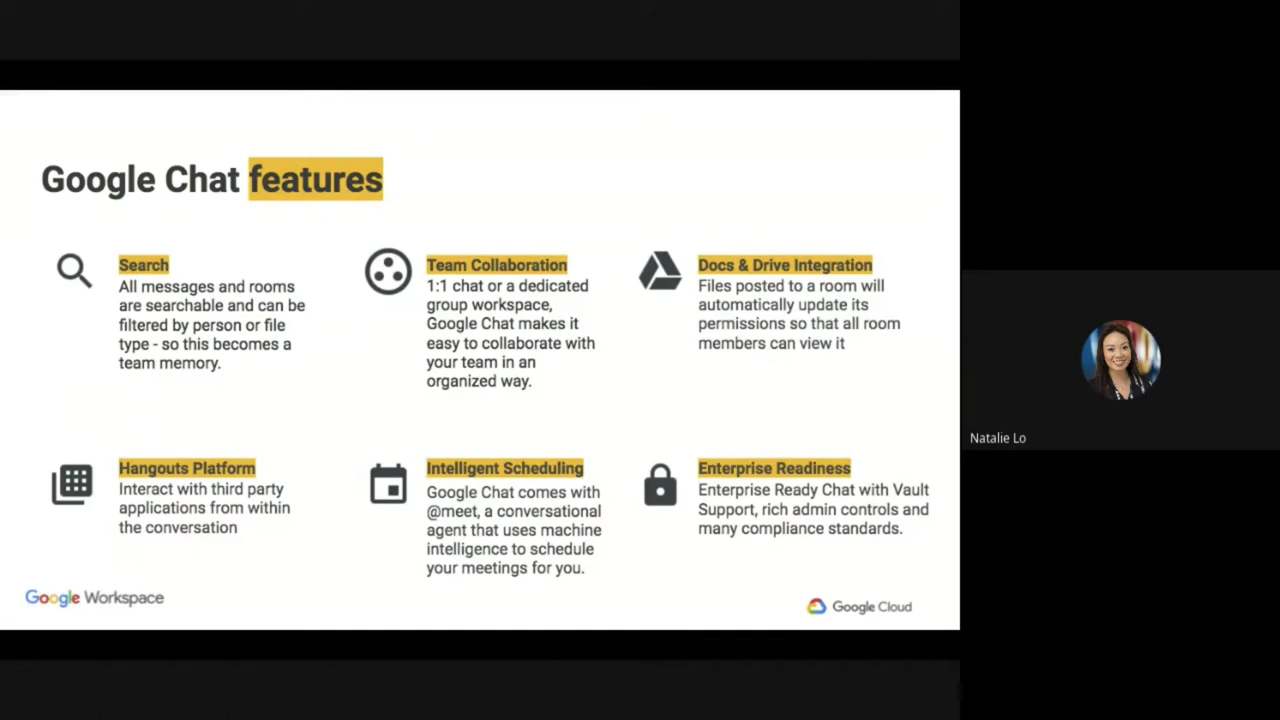 Google Chat features
Search
All messages and rooms
are searchable and can be
filtered by person or file
type - so this becomes a
team memory.
Team Collaboration
1:1 chat or a dedicated
group workspace,
Google Chat makes it
easy to collaborate with
your team in an
organized way.
Docs & Drive Integration
Files posted to a room will
automatically update its
permissions so that all room
members can view it
Hangouts Platform
Interact with third party
applications from within
the conversation
Intelligent Scheduling
Google Chat comes with
@meet, a conversational
agent that uses machine
intelligence to schedule
your meetings for you.
Enterprise Readiness
Enterprise Ready Chat with Vault
Support, rich admin controls and
many compliance standards.
Google Workspace
Google Cloud
Natalie Lo